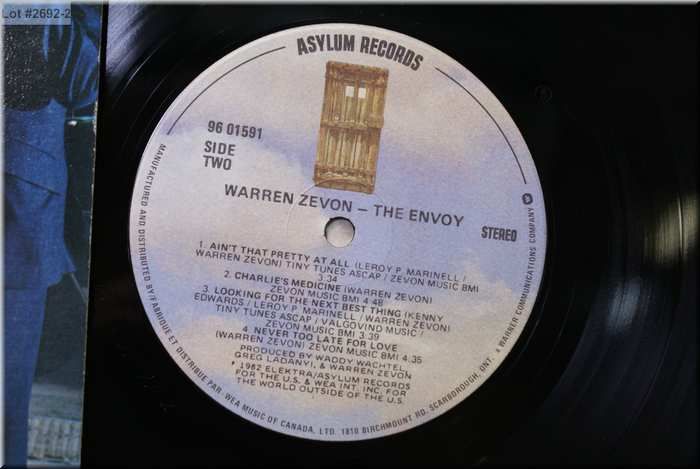 Lot #2692-2
ASYLUM RECORDS
96 01591
SIDE
TWO
WARREN ZEVON – THE ENVOY
STEREO
1. AIN'T THAT PRETTY AT ALL (LEROY P. MARINELL /
WARREN ZEVON) TINY TUNES ASCAP / ZEVON MUSIC BMI
3:34
2. CHARLIE'S MEDICINE (WARREN ZEVON)
ZEVON MUSIC BMI 4:48
3. LOOKING FOR THE NEXT BEST THING (KENNY
EDWARDS / LEROY P. MARINELL / WARREN ZEVON)
TINY TUNES ASCAP / VALGOVIND MUSIC /
ZEVON MUSIC BMI 3:39
4. NEVER TOO LATE FOR LOVE
(WARREN ZEVON) ZEVON MUSIC BMI 4:35
PRODUCED BY WADDY WACHTEL,
GREG LADANYI, & WARREN ZEVON
1982 ELEKTRA/ASYLUM RECORDS
FOR THE U.S. & WEA INT. INC. FOR
THE WORLD OUTSIDE OF THE U.S.
MANUFACTURED AND DISTRIBUTED BY/FABRIQUE ET DISTRIBUE PAR: WEA MUSIC OF CANADA, LTD. 1810 BIRCHMOUNT RD, SCARBOROUGH, ONT. ★ A WARNER COMMUNICATIONS COMPANY